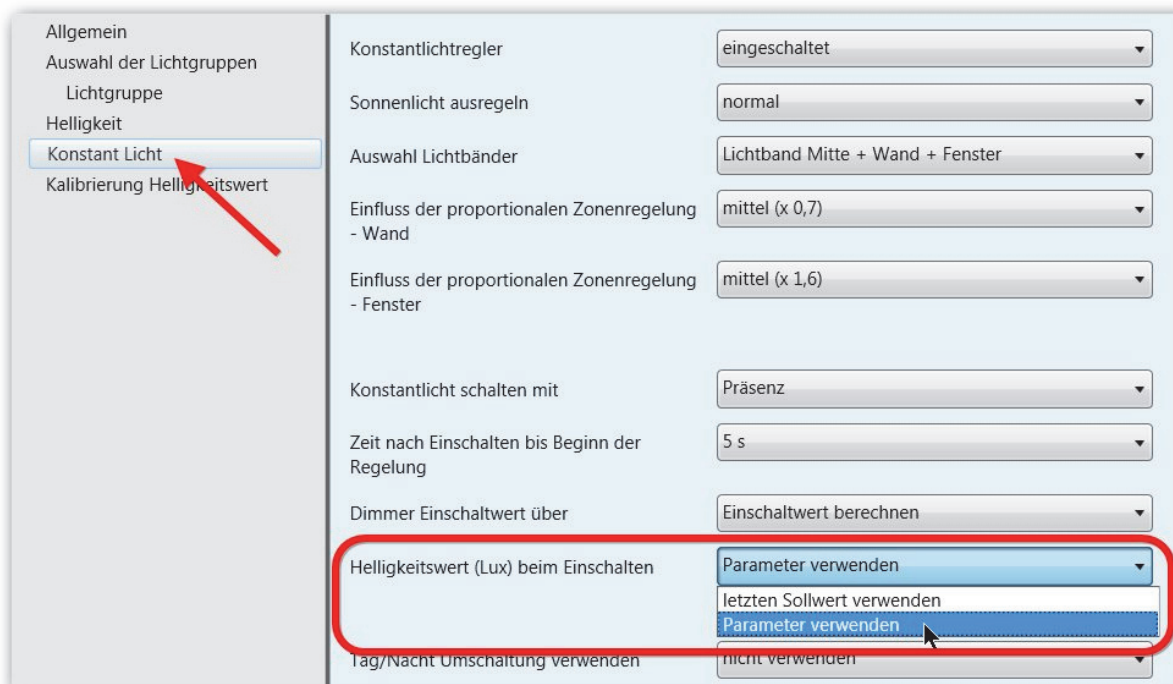 Allgemein
Auswahl der Lichtgruppen
Lichtgruppe
Helligkeit
Konstant Licht
Kalibrierung Helligkeitswert
Konstantlichtregler
eingeschaltet
Sonnenlicht ausregeln
normal
Auswahl Lichtbänder
Lichtband Mitte + Wand + Fenster
Einfluss der proportionalen Zonenregelung
- Wand
mittel (x 0,7)
Einfluss der proportionalen Zonenregelung
- Fenster
mittel (x 1,6)
Konstantlicht schalten mit
Präsenz
Zeit nach Einschalten bis Beginn der
Regelung
5 s
Dimmer Einschaltwert über
Einschaltwert berechnen
Helligkeitswert (Lux) beim Einschalten
Parameter verwenden
letzten Sollwert verwenden
Parameter verwenden
Tag/Nacht Umschaltung verwenden
nicht verwenden